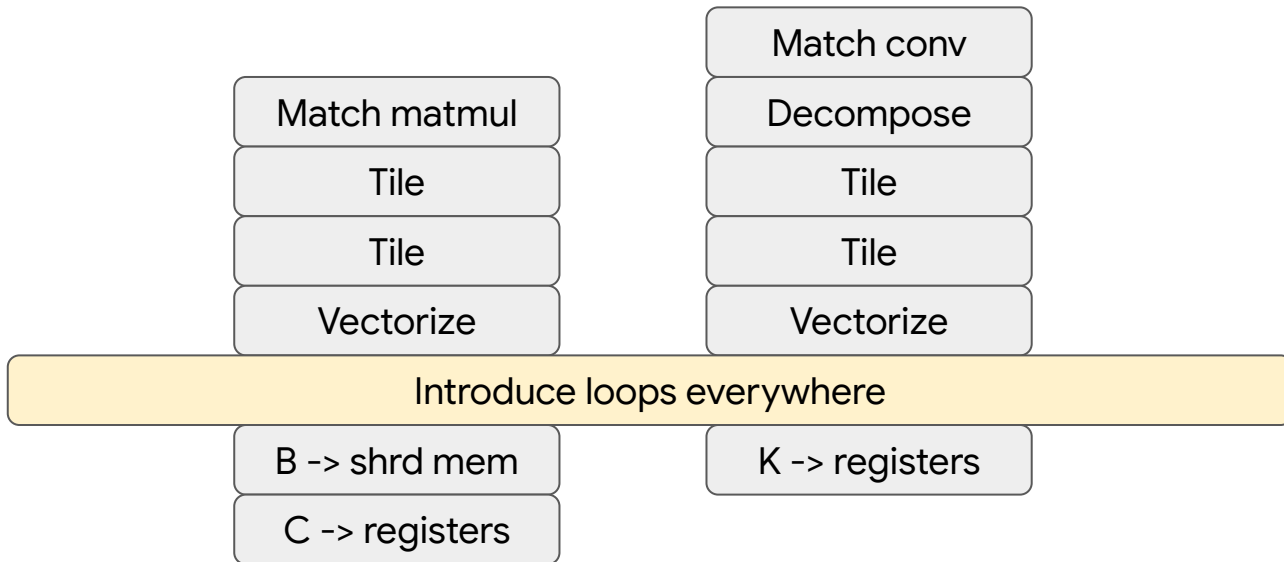 Match matmul
Tile
Tile
Vectorize
Match conv
Decompose
Tile
Tile
Vectorize
Introduce loops everywhere
B -> shrd mem
C -> registers
K -> registers